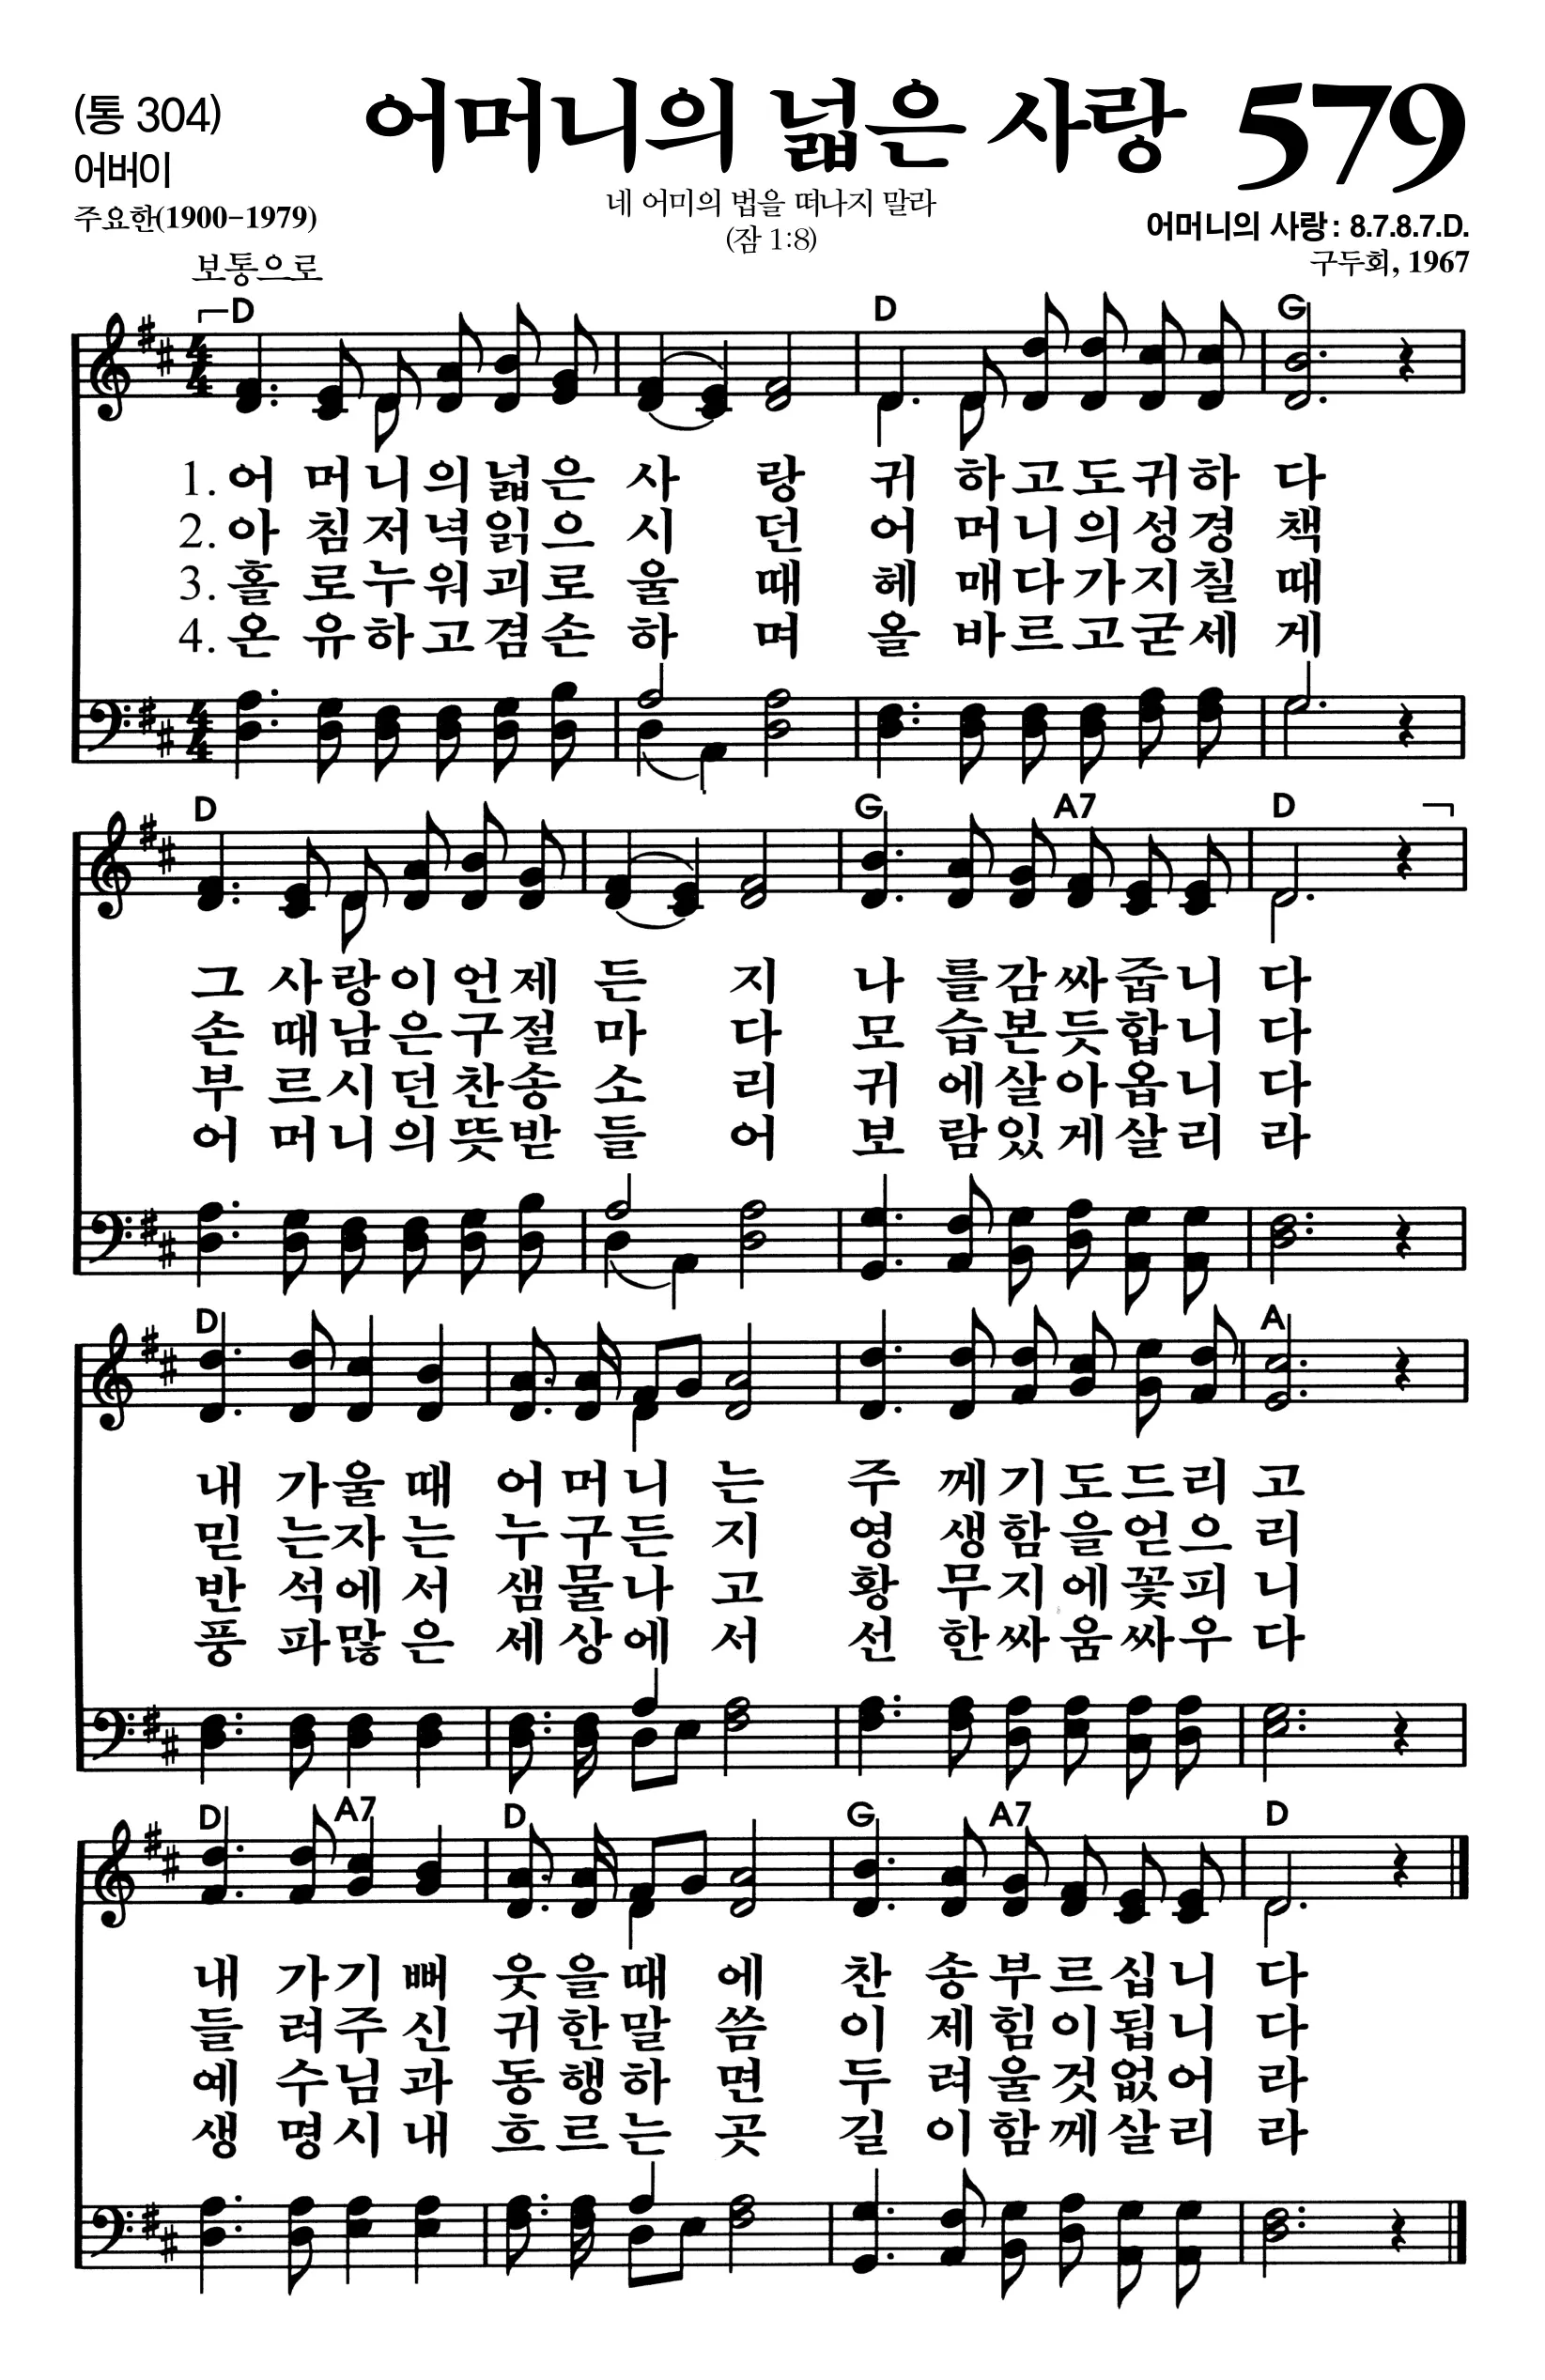 (통 304)
어머니의 넓은 사랑 579
어버이
주요한(1900-1979)
네 어미의 법을 떠나지 말라
(잠 1:8)
어머니의 사랑: 8.7.8.7.D.
구두회, 1967
보통으로
D D G
4/4
1. 어 머 니 의 넓 은 사 랑 귀 하 고 도 귀 하 다
2. 아 침 저 녁 읽 으 시 던 어 머 니 의 성 경 책
3. 홀 로 누 워 괴 로 울 때 헤 매 다 가 지 칠 때
4. 온 유 하 고 겸 손 하 며 올 바 르 고 굳 세 게
4/4
D G A7 D
그 사 랑 이 언 제 든 지 나 를 감 싸 줍 니 다
손 때 남 은 구 절 마 다 모 습 본 듯 합 니 다
부 르 시 던 찬 송 소 리 귀 에 살 아 옵 니 다
어 머 니 의 뜻 받 들 어 보 람 있 게 살 리 라
D A
내 가 울 때 어 머 니 는 주 께 기 도 드 리 고
믿 는 자 는 누 구 든 지 영 생 함 을 얻 으 리
반 석 에 서 샘 물 나 고 황 무 지 에 꽃 피 니
풍 파 많 은 세 상 에 서 선 한 싸 움 싸 우 다
D A7 D G A7 D
내 가 기 뻐 웃 을 때 에 찬 송 부 르 십 니 다
들 려 주 신 귀 한 말 씀 이 제 힘 이 됩 니 다
예 수 님 과 동 행 하 면 두 려 울 것 없 어 라
생 명 시 내 흐 르 는 곳 길 이 함 께 살 리 라